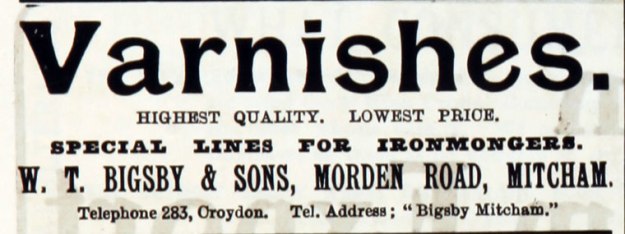 Varnishes.
HIGHEST QUALITY. LOWEST PRICE.
SPECIAL LINES FOR IRONMONGERS.
W. T. BIGSBY & SONS, MORDEN ROAD, MITCHAM.
Telephone 283, Croydon. Tel. Address; "Bigsby Mitcham."